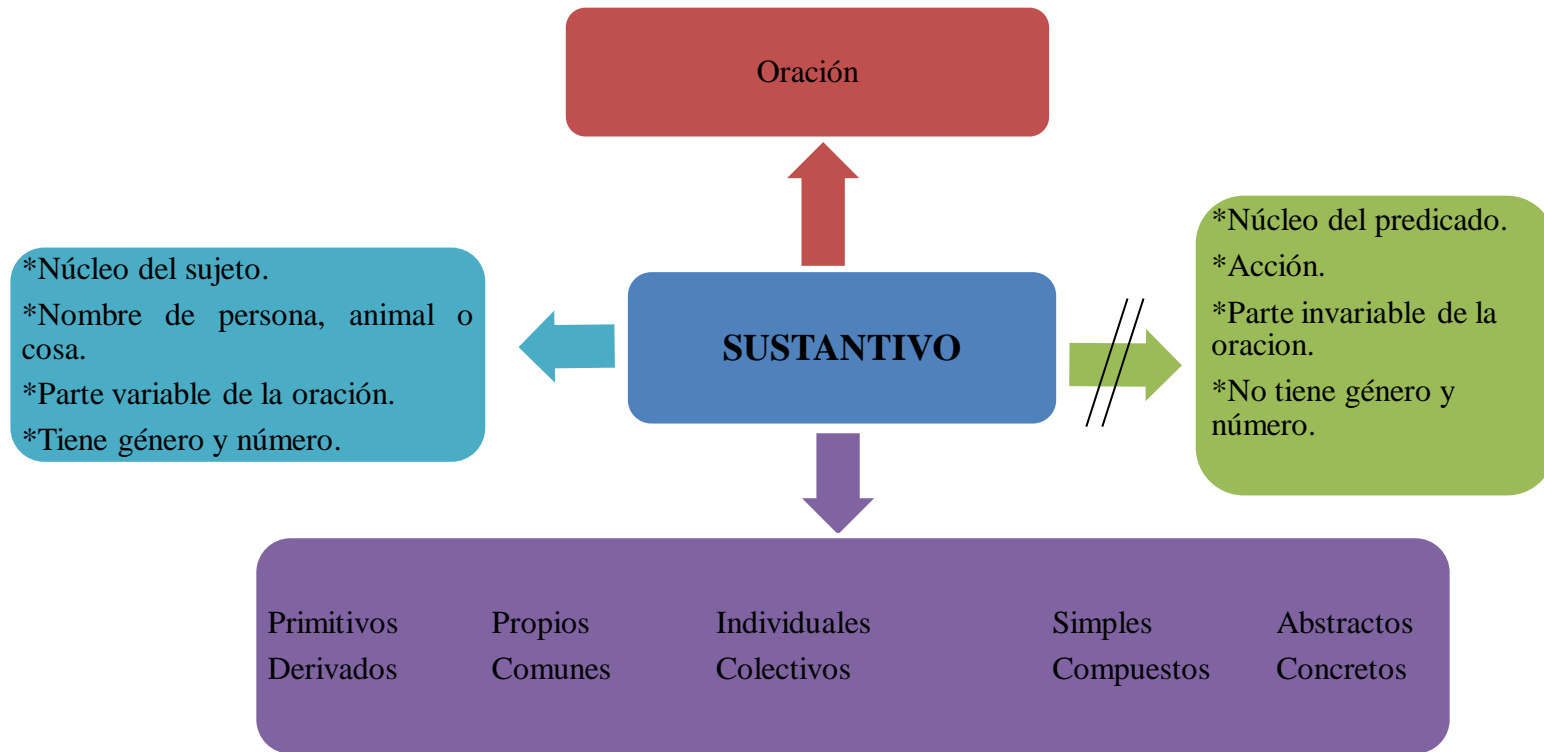 Oración
*Núcleo del sujeto.
*Nombre de persona, animal o
cosa.
*Parte variable de la oración.
*Tiene género y número.
SUSTANTIVO
*Núcleo del predicado.
*Acción.
*Parte invariable de la
oracion.
*No tiene género y
número.
Primitivos Propios Individuales Simples Abstractos
Derivados Comunes Colectivos Compuestos Concretos